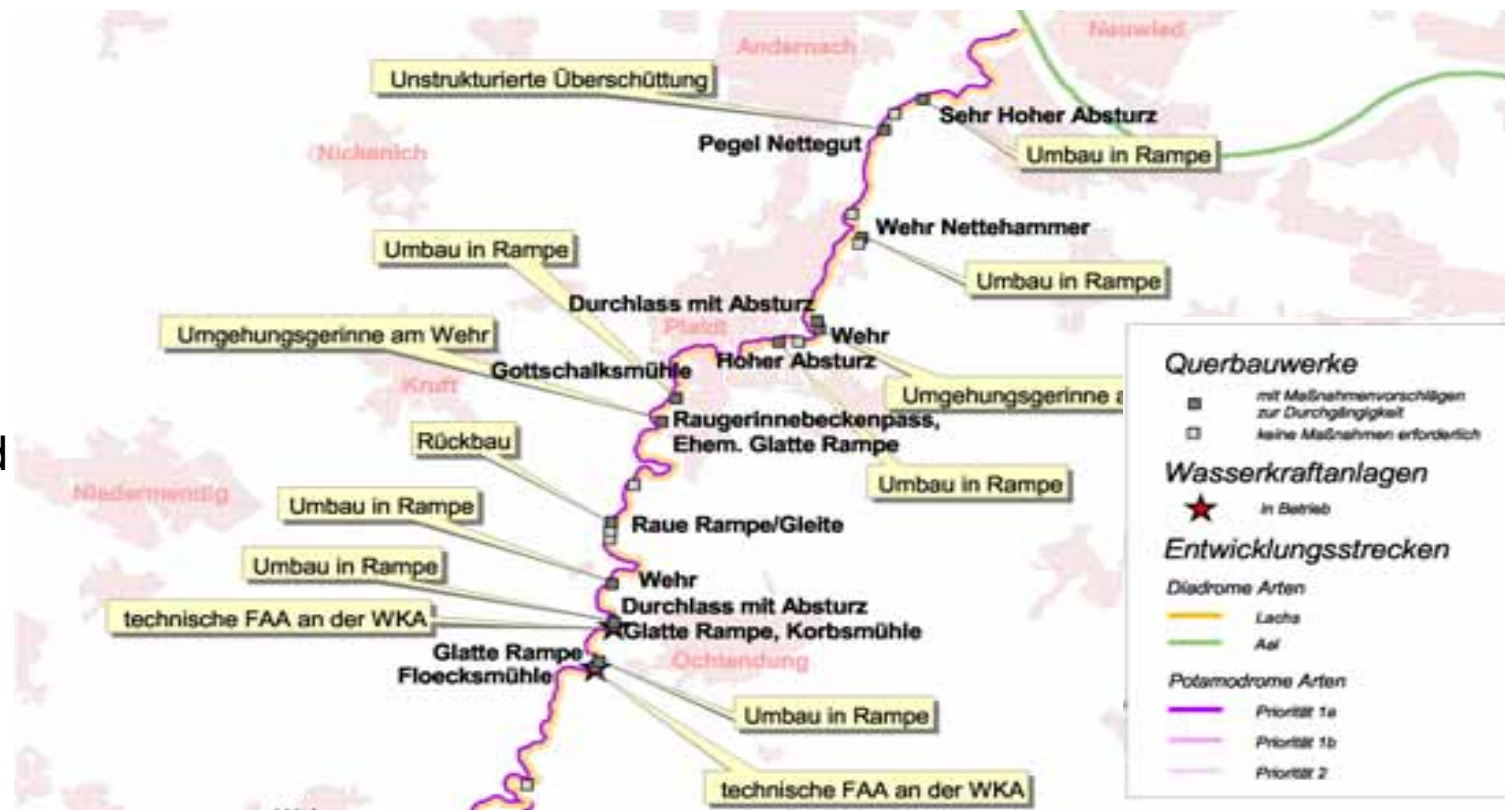 Andernach
Neuwied
Unstrukturierte Überschüttung
Sehr Hoher Absturz
Pegel Nettegut
Umbau in Rampe
Nickenich
Wehr Nettehammer
Umbau in Rampe
Umbau in Rampe
Durchlass mit Absturz
Plaidt
Wehr
Umgehungsgerinne am Wehr
Hoher Absturz
Gottschalksmühle
Kruft
Umgehungsgerinne a
Raugerinnebeckenpass,
Ehem. Glatte Rampe
Rückbau
Umbau in Rampe
Niedermendig
Umbau in Rampe
Raue Rampe/Gleite
Umbau in Rampe
Wehr
Durchlass mit Absturz
technische FAA an der WKA
Glatte Rampe, Korbsmühle
Glatte Rampe
Floecksmühle
Ochtendung
Umbau in Rampe
technische FAA an der WKA
Querbauwerke
mit Maßnahmenvorschlägen
zur Durchgängigkeit
keine Maßnahmen erforderlich
Wasserkraftanlagen
in Betrieb
Entwicklungsstrecken
Diadrome Arten
Lachs
Aal
Potamodrome Arten
Priorität 1a
Priorität 1b
Priorität 2